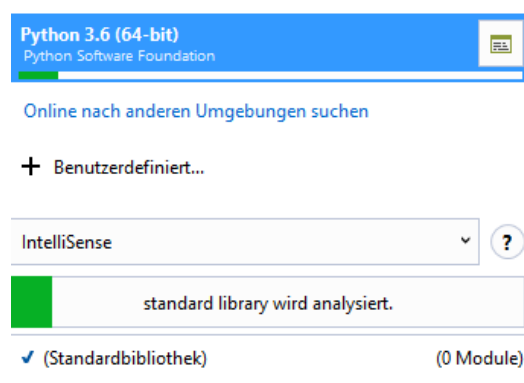 Python 3.6 (64-bit)
Python Software Foundation
Online nach anderen Umgebungen suchen
+ Benutzerdefiniert...
IntelliSense ?
standard library wird analysiert.
✔ (Standardbibliothek) (0 Module)